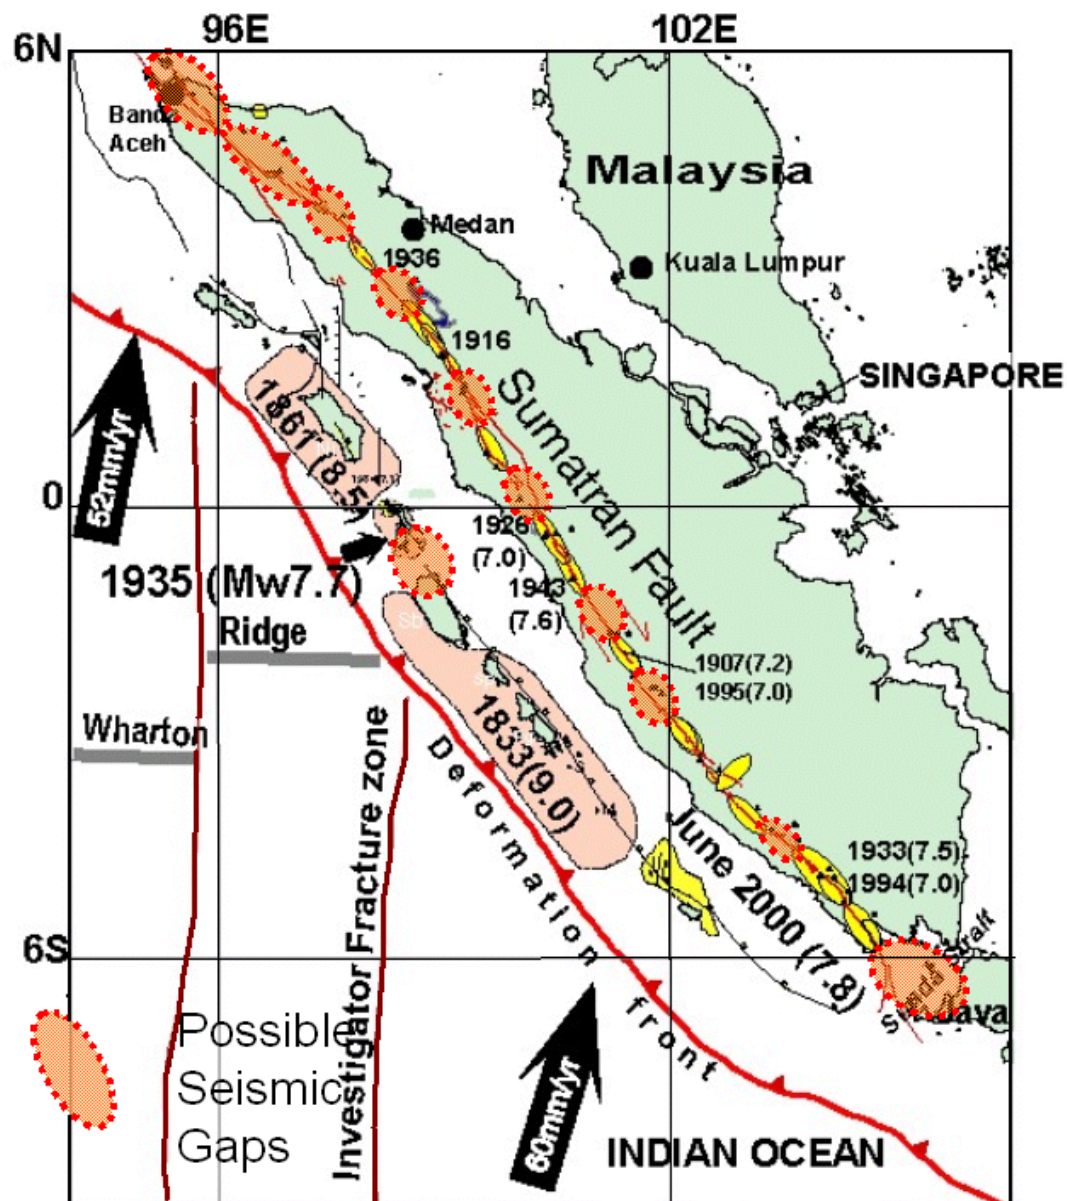 96E
102E
6N
Banda
Aceh
Malaysia
Medan
1936
Kuala Lumpur
1916
SINGAPORE
Sumatran Fault
1861 (8.5)
52mm/yr
0
1926
(7.0)
1935 (Mw7.7)
1943
(7.6)
Ridge
1907(7.2)
1995(7.0)
Wharton
1833(9.0)
Deformation front
June 2000 (7.8)
1933(7.5)
1994(7.0)
6S
Investigator Fracture zone
Java
Possible
Seismic
Gaps
60mm/yr
INDIAN OCEAN